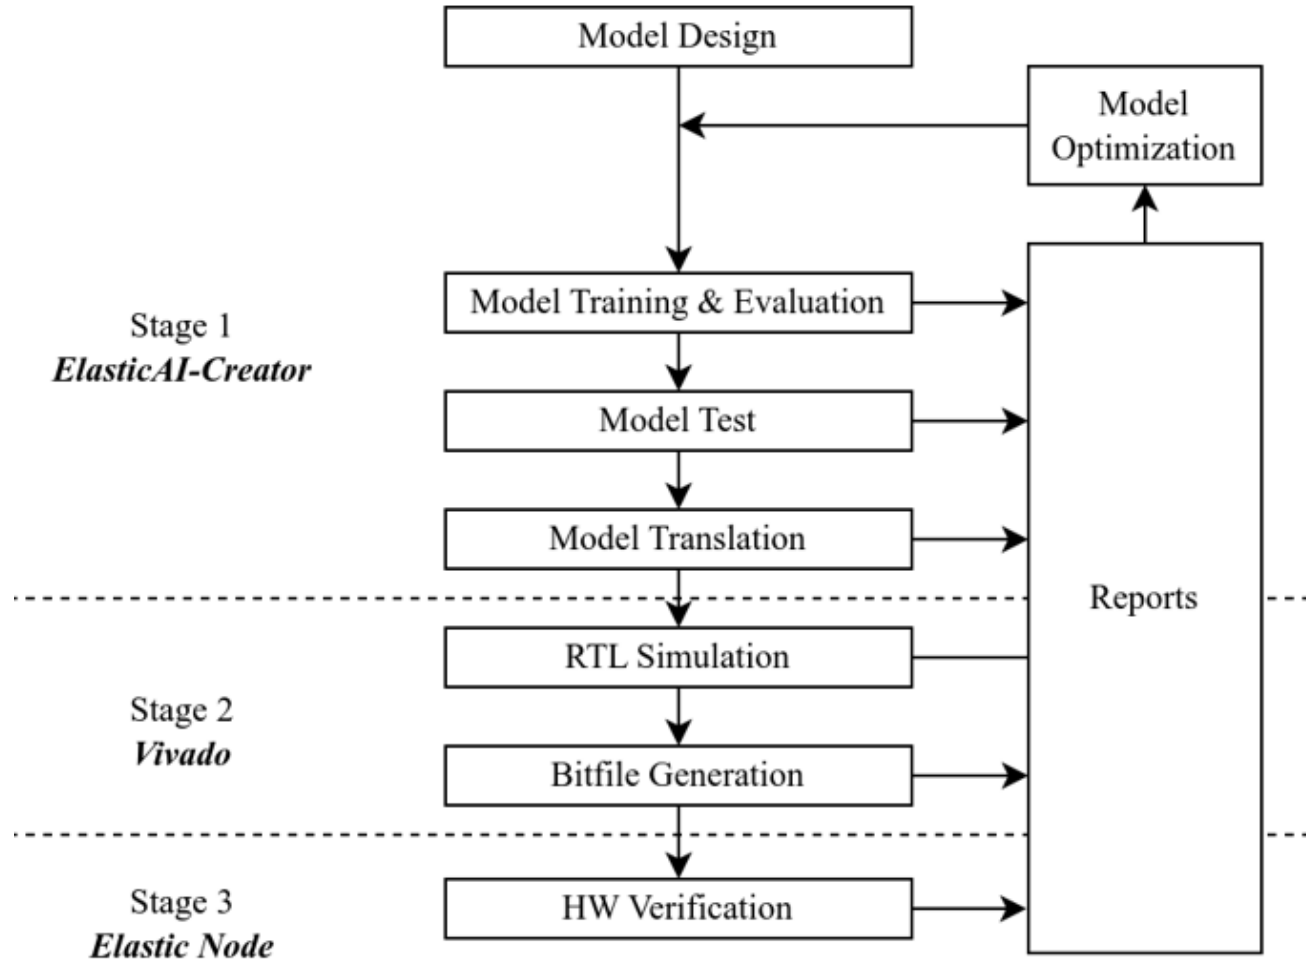 Model Design
Model
Optimization
Model Training & Evaluation
Stage 1
ElasticAI-Creator
Model Test
Model Translation
Reports
RTL Simulation
Stage 2
Vivado
Bitfile Generation
Stage 3
Elastic Node
HW Verification